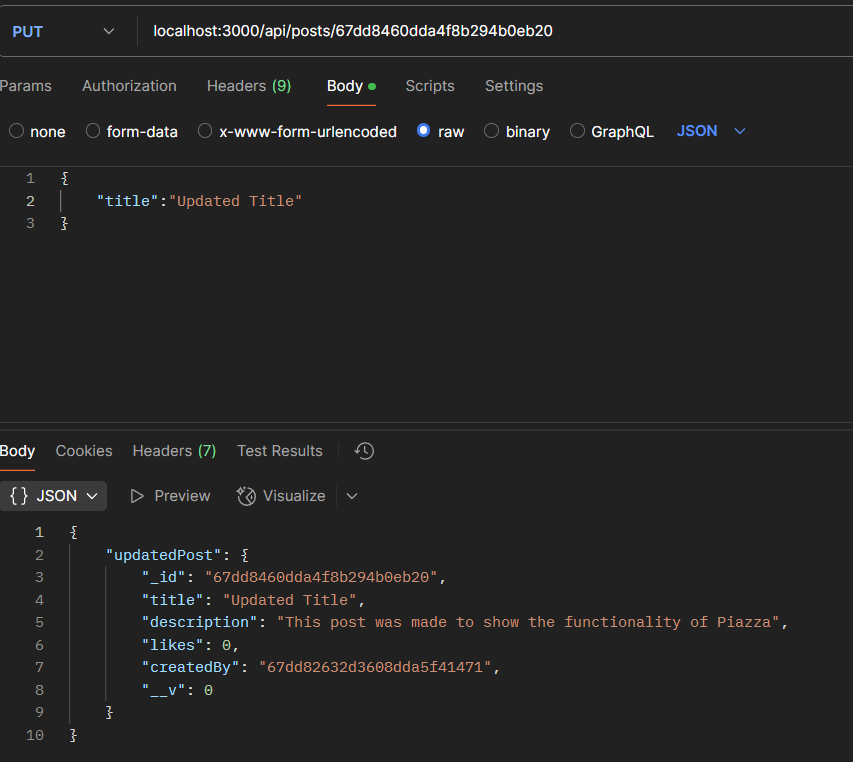 PUT localhost:3000/api/posts/67dd8460dda4f8b294b0eb20
Params Authorization Headers (9) Body Scripts Settings
none form-data x-www-form-urlencoded raw binary GraphQL JSON
1 {
2 "title":"Updated Title"
3 }
Body Cookies Headers (7) Test Results
{} JSON Preview Visualize
1 {
2 "updatedPost": {
3 "_id": "67dd8460dda4f8b294b0eb20",
4 "title": "Updated Title",
5 "description": "This post was made to show the functionality of Piazza",
6 "likes": 0,
7 "createdBy": "67dd82632d3608dda5f41471",
8 "__v": 0
9 }
10 }